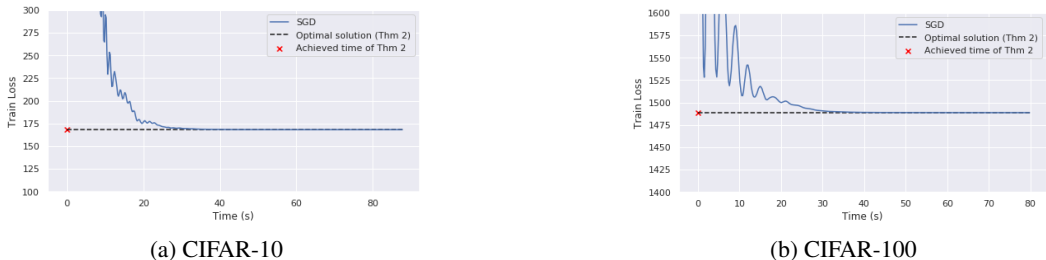 300
275
250
225
200
175
150
125
100
Train Loss
0 20 40 60 80
Time (s)
SGD
Optimal solution (Thm 2)
Achieved time of Thm 2
(a) CIFAR-10
1600
1575
1550
1525
1500
1475
1450
1425
1400
Train Loss
0 10 20 30 40 50 60 70 80
Time (s)
SGD
Optimal solution (Thm 2)
Achieved time of Thm 2
(b) CIFAR-100